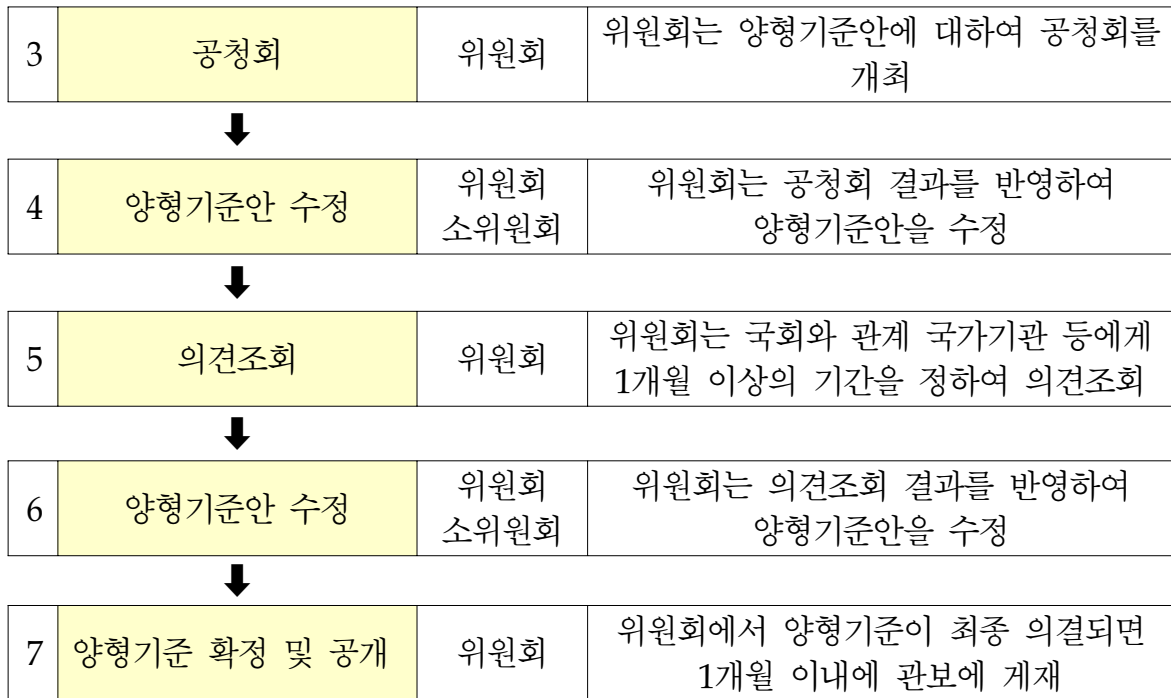 3 공청회 위원회 위원회는 양형기준안에 대하여 공청회를
개최
4 양형기준안 수정 위원회
소위원회 위원회는 공청회 결과를 반영하여
양형기준안을 수정
5 의견조회 위원회 위원회는 국회와 관계 국가기관 등에게
1개월 이상의 기간을 정하여 의견조회
6 양형기준안 수정 위원회
소위원회 위원회는 의견조회 결과를 반영하여
양형기준안을 수정
7 양형기준 확정 및 공개 위원회 위원회에서 양형기준이 최종 의결되면
1개월 이내에 관보에 게재